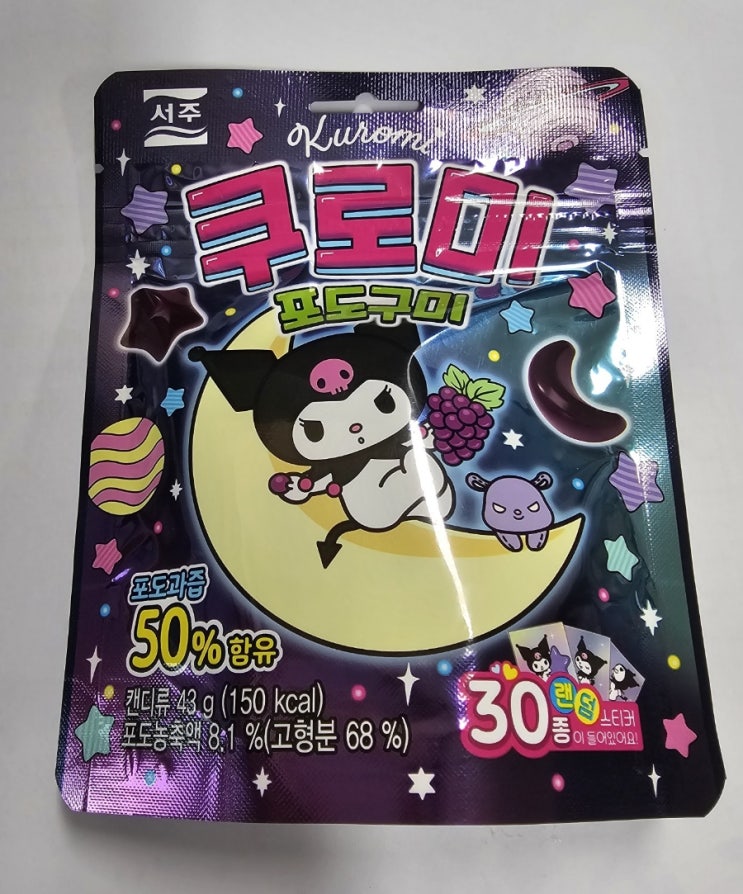 서주
Kuromi
쿠로미
포도구미
포도과즙
50% 함유
캔디류 43 g (150 kcal)
포도농축액 8.1 %(고형분 68 %)
30종 랜덤 스티커
이 들어있어요!